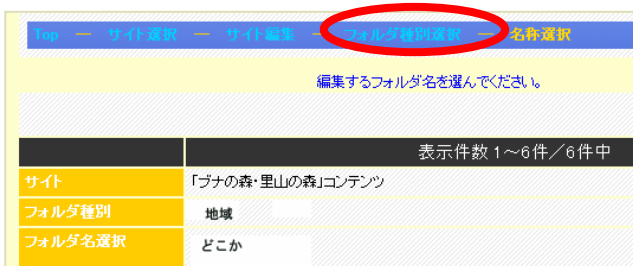 Top ― サイト選択 ― サイト編集 ― フォルダ種別選択 ― 名称選択
編集するフォルダ名を選んでください。
表示件数 1～6件／6件中
サイト 「ブナの森・里山の森」コンテンツ
フォルダ種別 地域
フォルダ名選択 どこか